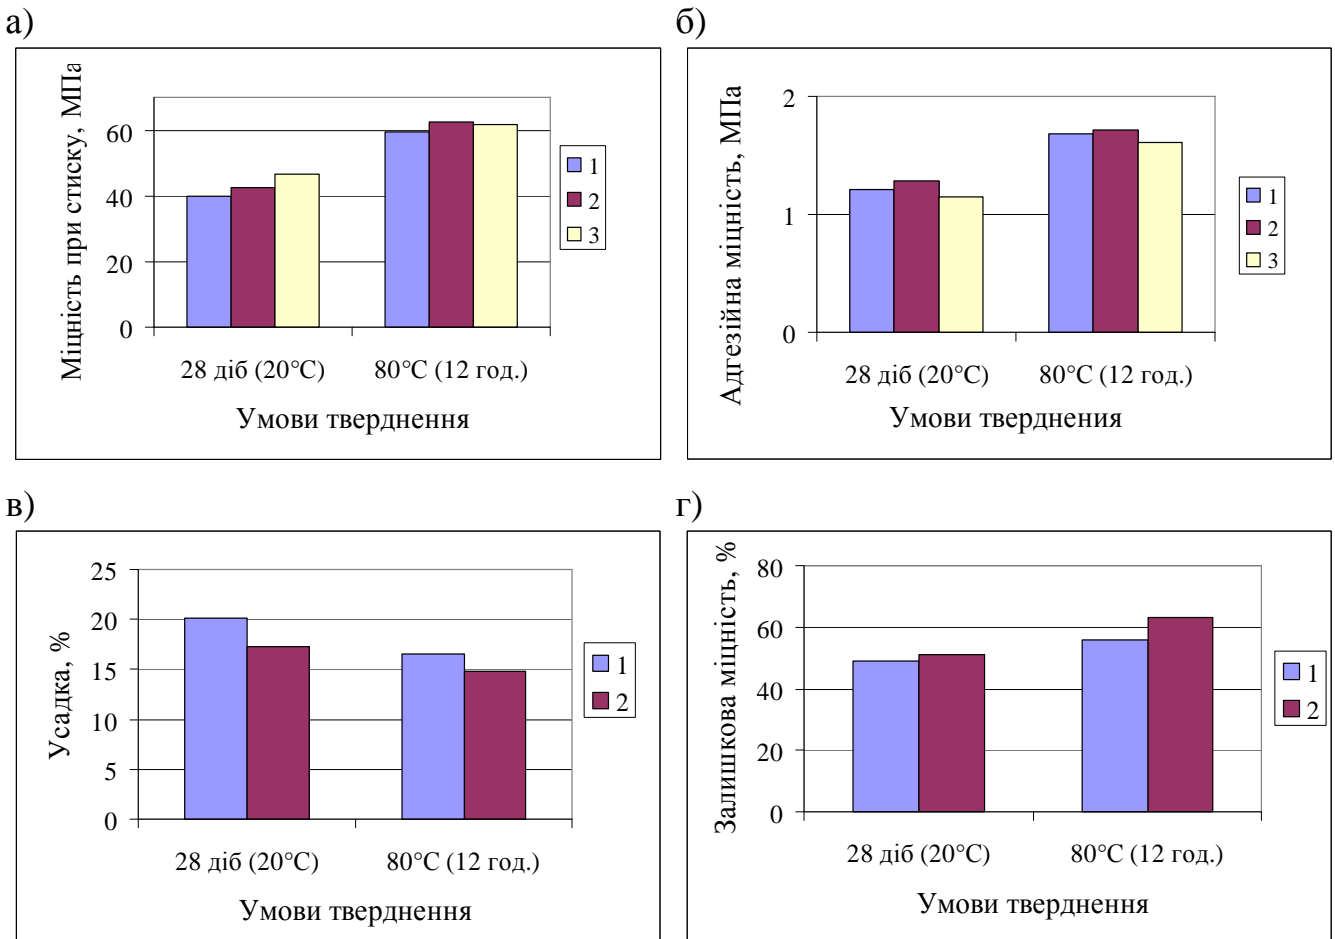 а)
Міцність при стиску, МПа
60
40
20
0
28 діб (20°С)
80°С (12 год.)
Умови тверднення
1
2
3
б)
Адгезійна міцність, МПа
2
1
0
28 діб (20°С)
80°С (12 год.)
Умови тверднения
1
2
3
в)
Усадка, %
25
20
15
10
5
0
28 діб (20°С)
80°С (12 год.)
Умови тверднення
1
2
г)
Залишкова міцність, %
80
60
40
20
0
28 діб (20°С)
80°С (12 год.)
Умови тверднення
1
2